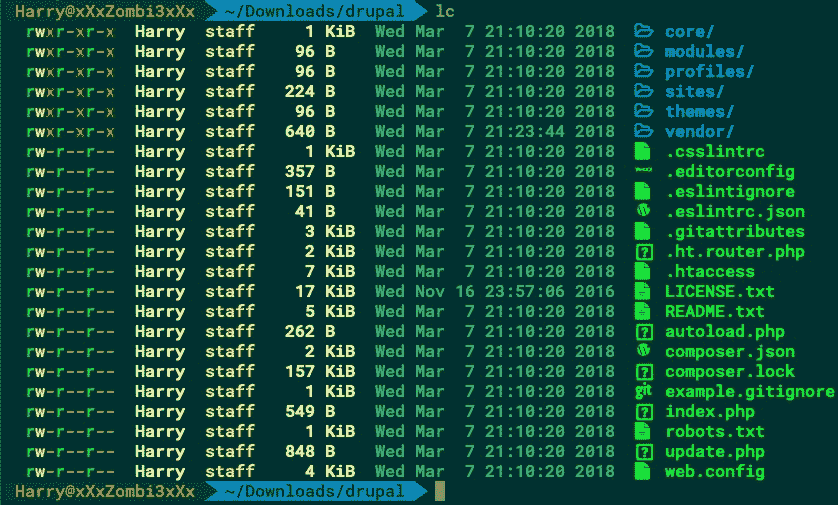 Harry@xXxZombi3xXx ~/Downloads/drupal lc
rwxr-xr-x Harry staff 1 KiB Wed Mar 7 21:10:20 2018 core/
rwxr-xr-x Harry staff 96 B Wed Mar 7 21:10:20 2018 modules/
rwxr-xr-x Harry staff 96 B Wed Mar 7 21:10:20 2018 profiles/
rwxr-xr-x Harry staff 224 B Wed Mar 7 21:10:20 2018 sites/
rwxr-xr-x Harry staff 96 B Wed Mar 7 21:10:20 2018 themes/
rwxr-xr-x Harry staff 640 B Wed Mar 7 21:23:44 2018 vendor/
rw-r--r-- Harry staff 1 KiB Wed Mar 7 21:10:20 2018 .csslintrc
rw-r--r-- Harry staff 357 B Wed Mar 7 21:10:20 2018 .editorconfig
rw-r--r-- Harry staff 151 B Wed Mar 7 21:10:20 2018 .eslintignore
rw-r--r-- Harry staff 41 B Wed Mar 7 21:10:20 2018 .eslintrc.json
rw-r--r-- Harry staff 3 KiB Wed Mar 7 21:10:20 2018 .gitattributes
rw-r--r-- Harry staff 2 KiB Wed Mar 7 21:10:20 2018 .ht.router.php
rw-r--r-- Harry staff 7 KiB Wed Mar 7 21:10:20 2018 .htaccess
rw-r--r-- Harry staff 17 KiB Wed Nov 16 23:57:06 2016 LICENSE.txt
rw-r--r-- Harry staff 5 KiB Wed Mar 7 21:10:20 2018 README.txt
rw-r--r-- Harry staff 262 B Wed Mar 7 21:10:20 2018 autoload.php
rw-r--r-- Harry staff 2 KiB Wed Mar 7 21:10:20 2018 composer.json
rw-r--r-- Harry staff 157 KiB Wed Mar 7 21:10:20 2018 composer.lock
rw-r--r-- Harry staff 1 KiB Wed Mar 7 21:10:20 2018 git example.gitignore
rw-r--r-- Harry staff 549 B Wed Mar 7 21:10:20 2018 index.php
rw-r--r-- Harry staff 1 KiB Wed Mar 7 21:10:20 2018 robots.txt
rw-r--r-- Harry staff 848 B Wed Mar 7 21:10:20 2018 update.php
rw-r--r-- Harry staff 4 KiB Wed Mar 7 21:10:20 2018 web.config
Harry@xXxZombi3xXx ~/Downloads/drupal